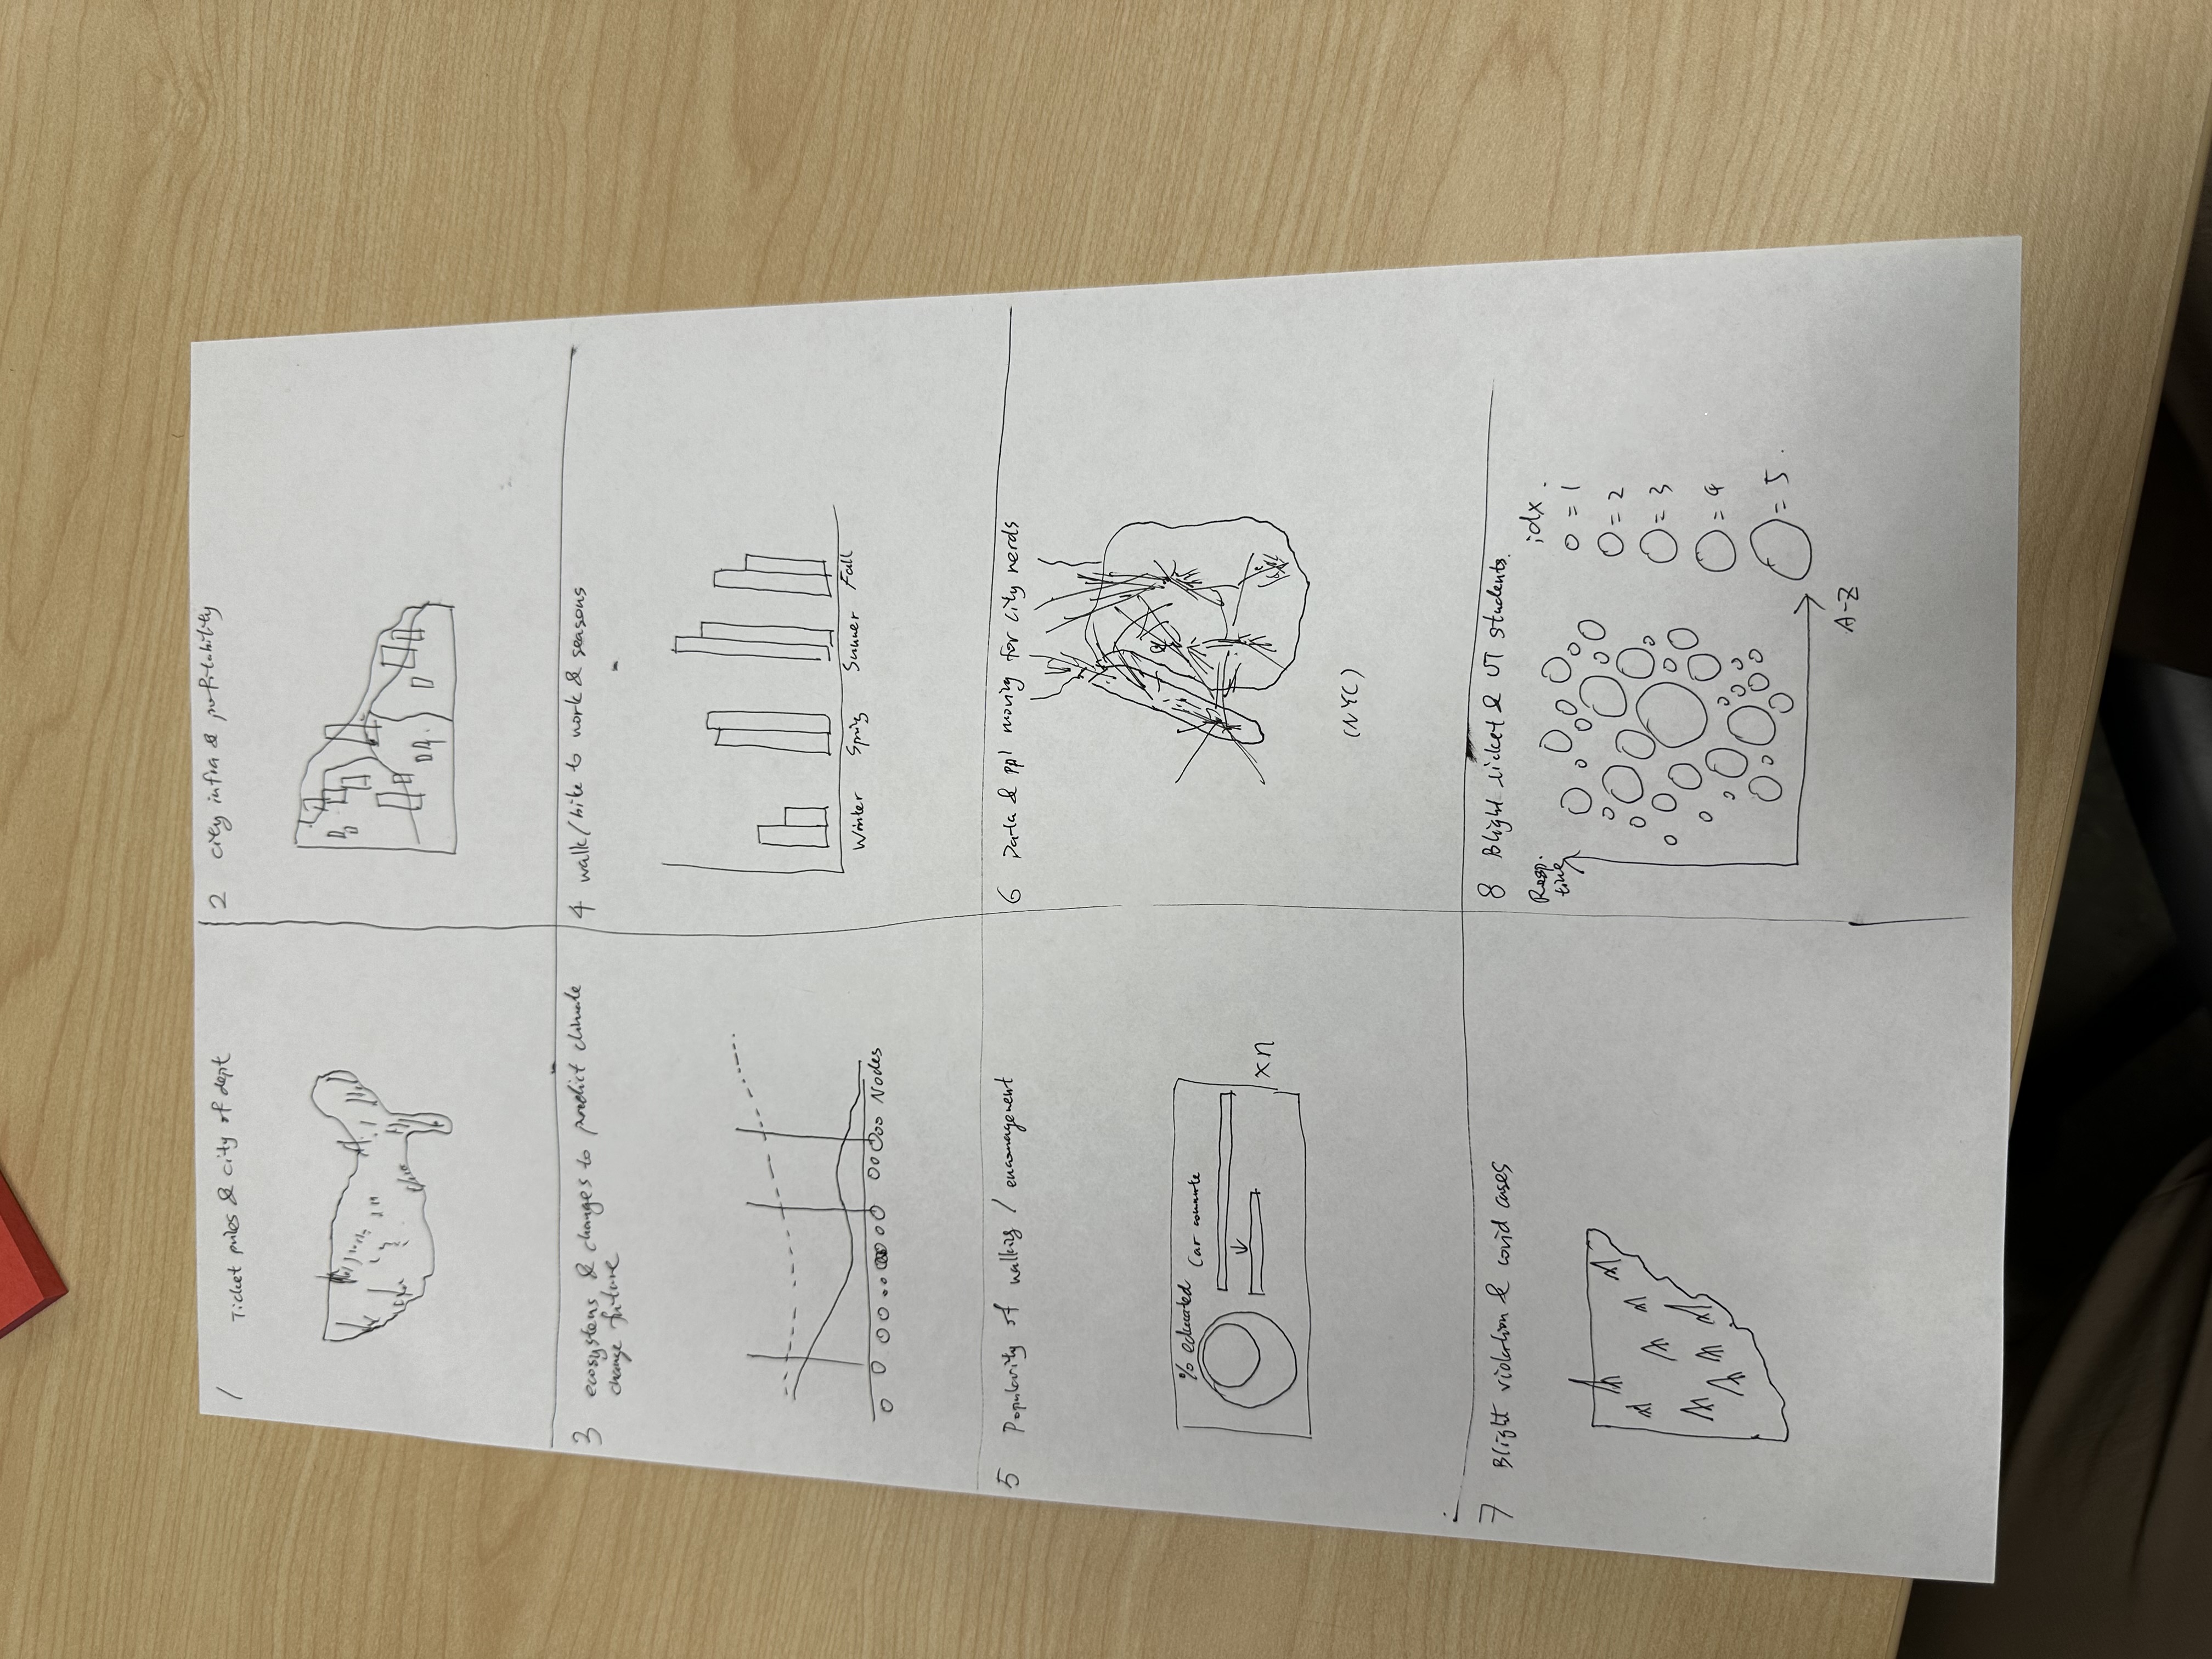 1 Ticket prices & city of dept
2 city infra & profitability
3 ecosystems & changes to predict climate
change future
Nodes
4 walk/bike to work & seasons
Winter Spring Summer Fall
5 Popularity of walking / encouragement
% educated Car commute
xn
6 Data & ppl moving for city nerds
(NYC)
7 Blight violation & covid cases
8 Blight ticket & UT students.
Resp.
time
idx.
= 1
= 2
= 3
= 4
= 5.
A-Z